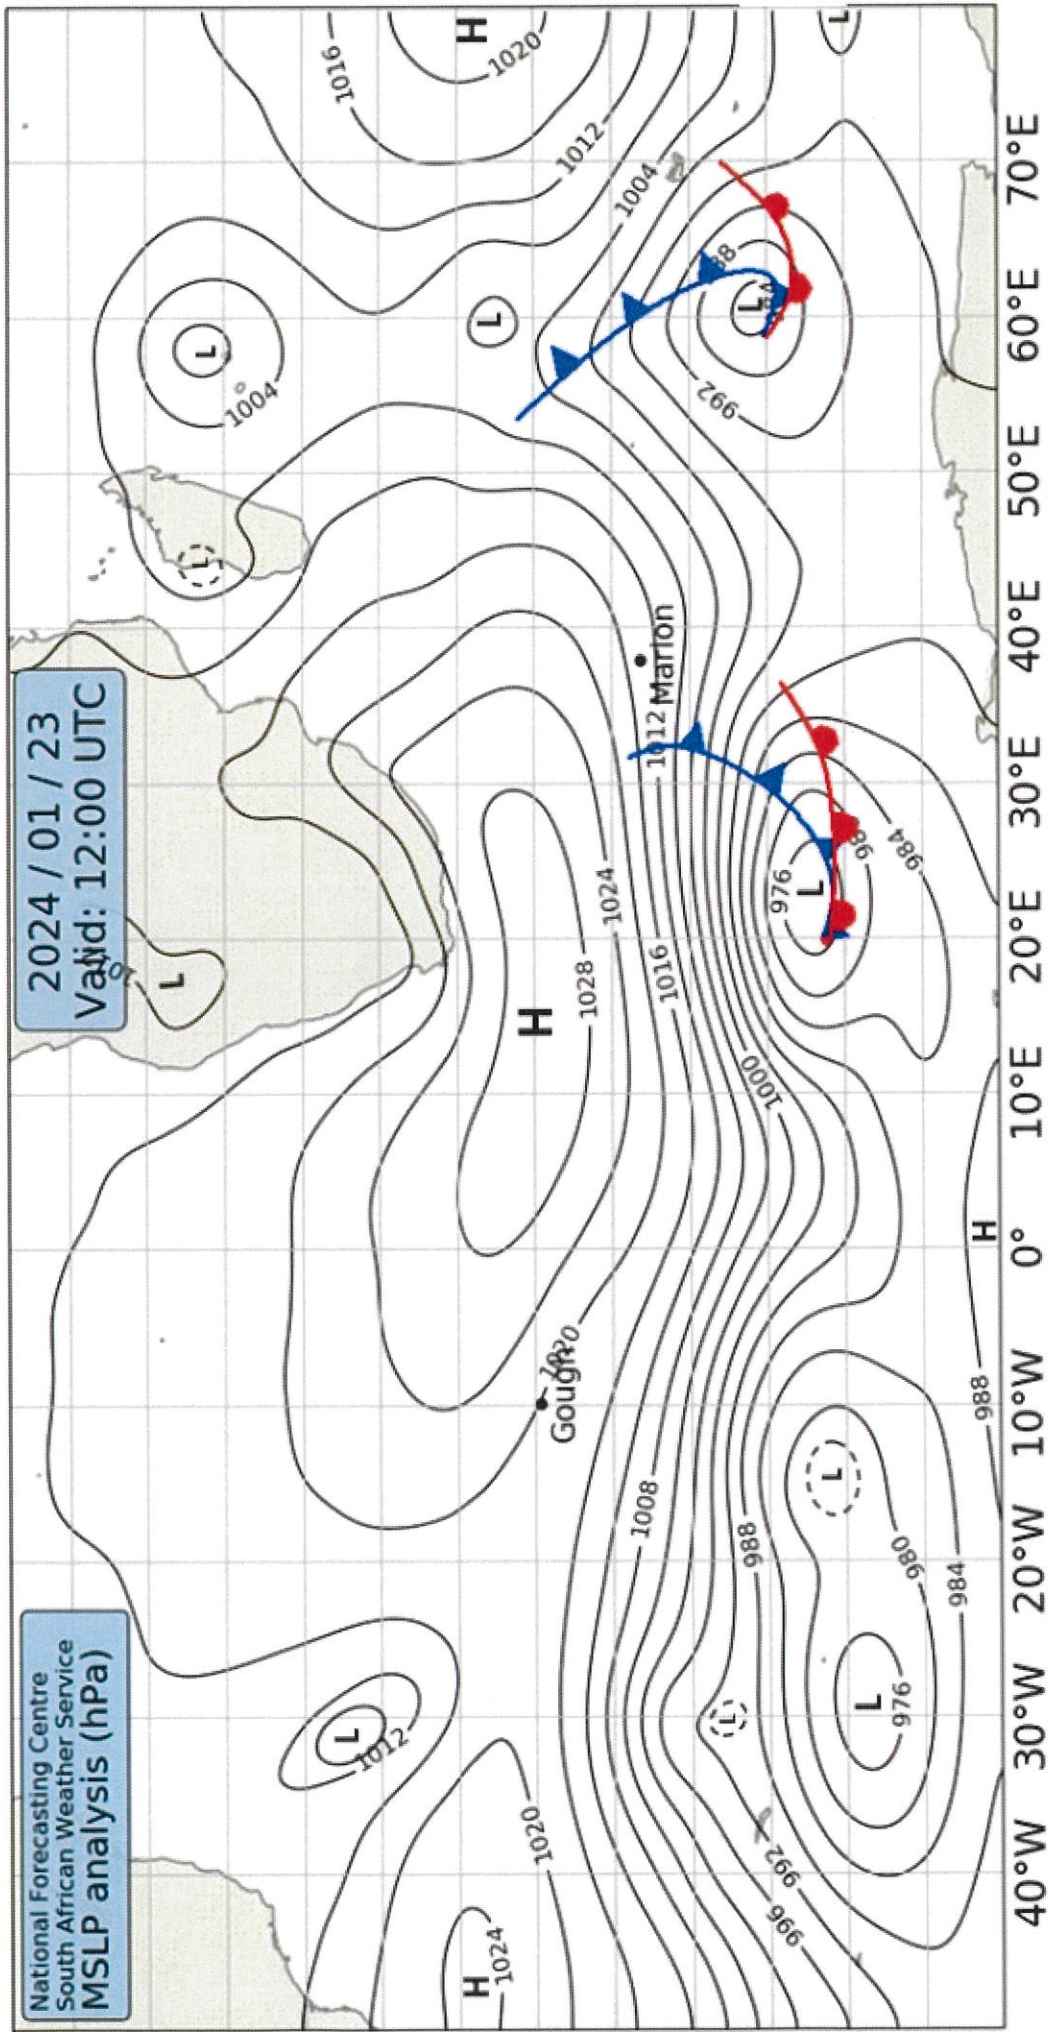 National Forecasting Centre
South African Weather Service
MSLP analysis (hPa)
2024 / 01 / 23
Valid: 12:00 UTC
L
L
L
1004
L
1016
H
1020
1012
1004
L
L
1012
H
1024
1020
L
H
1028
1024
1016
1012
Marion
Gough
1020
1008
1000
988
992
996
L
L
976
L
980
984
988
H
976
L
984
992
L
L
40°W
30°W
20°W
10°W
0°
10°E
20°E
30°E
40°E
50°E
60°E
70°E